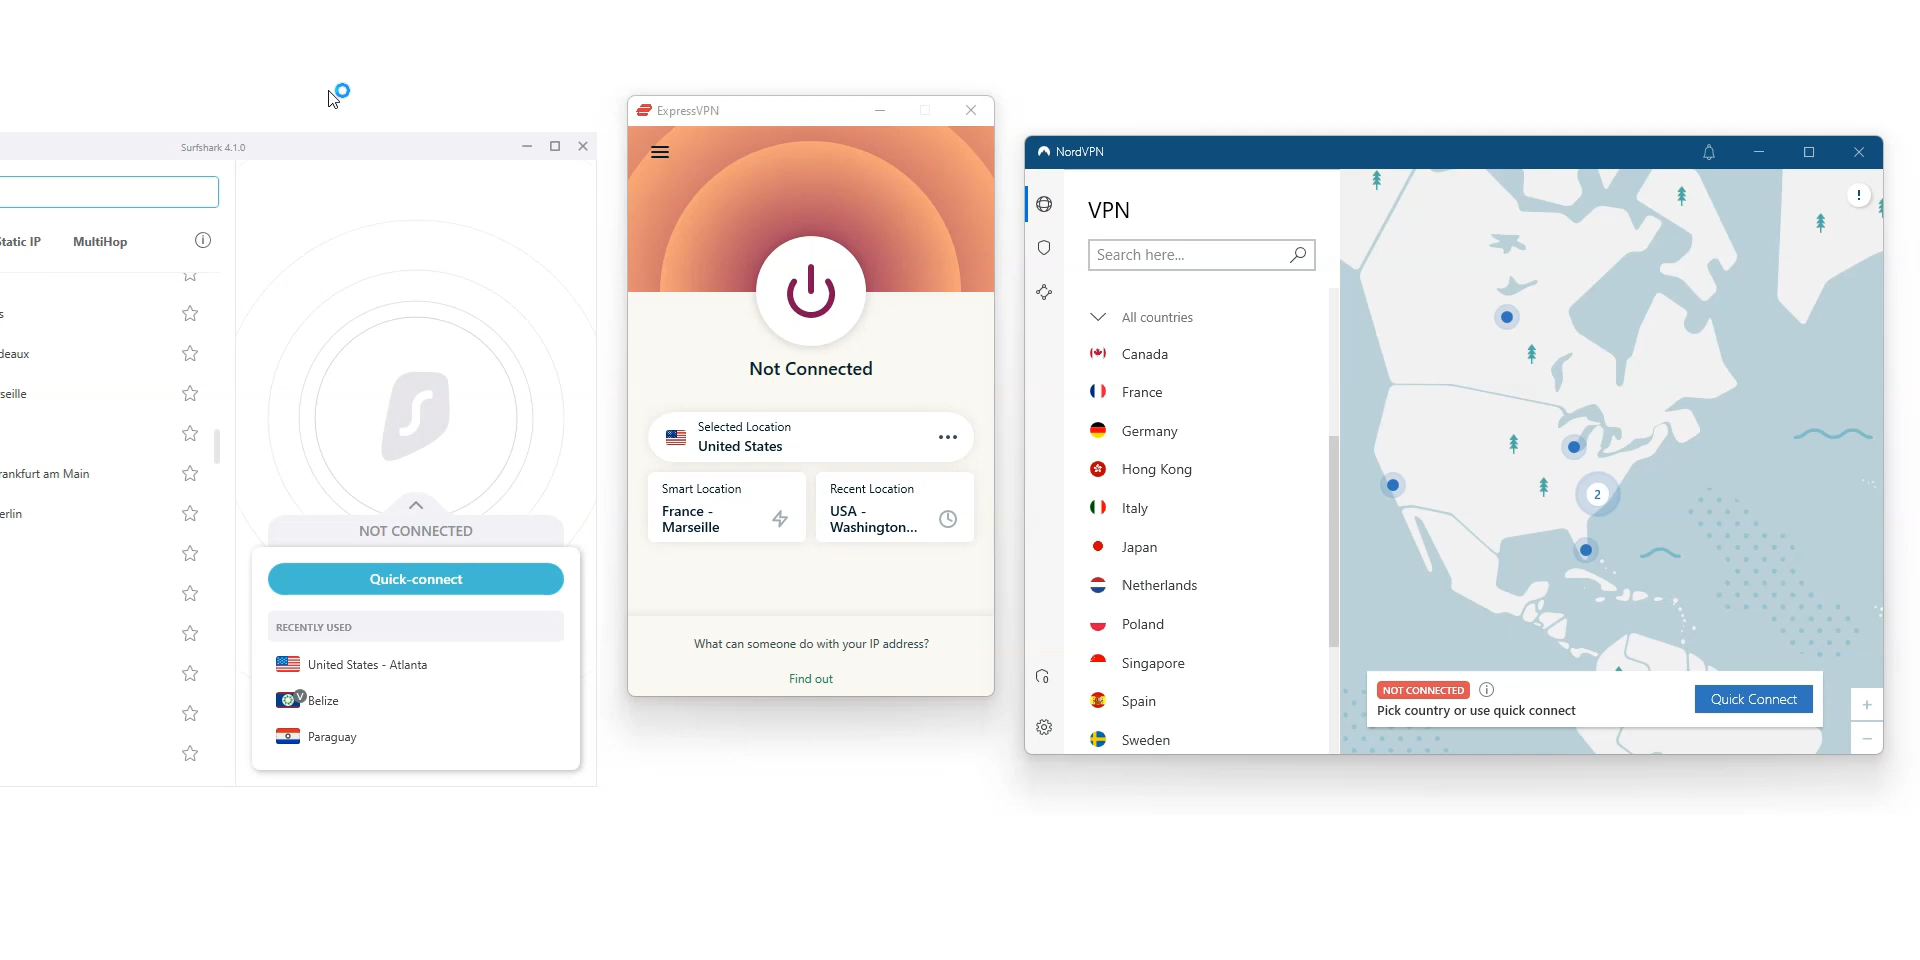 Surfshark 4.1.0
Static IP
MultiHop
s
deaux
seille
rankfurt am Main
erlin
NOT CONNECTED
Quick-connect
RECENTLY USED
United States - Atlanta
V
Belize
Paraguay
ExpressVPN
Not Connected
Selected Location
United States
Smart Location
France -
Marseille
Recent Location
USA -
Washington...
What can someone do with your IP address?
Find out
NordVPN
VPN
Search here...
All countries
Canada
France
Germany
Hong Kong
Italy
Japan
Netherlands
Poland
Singapore
Spain
Sweden
!
2
NOT CONNECTED
Pick country or use quick connect
Quick Connect
+
−